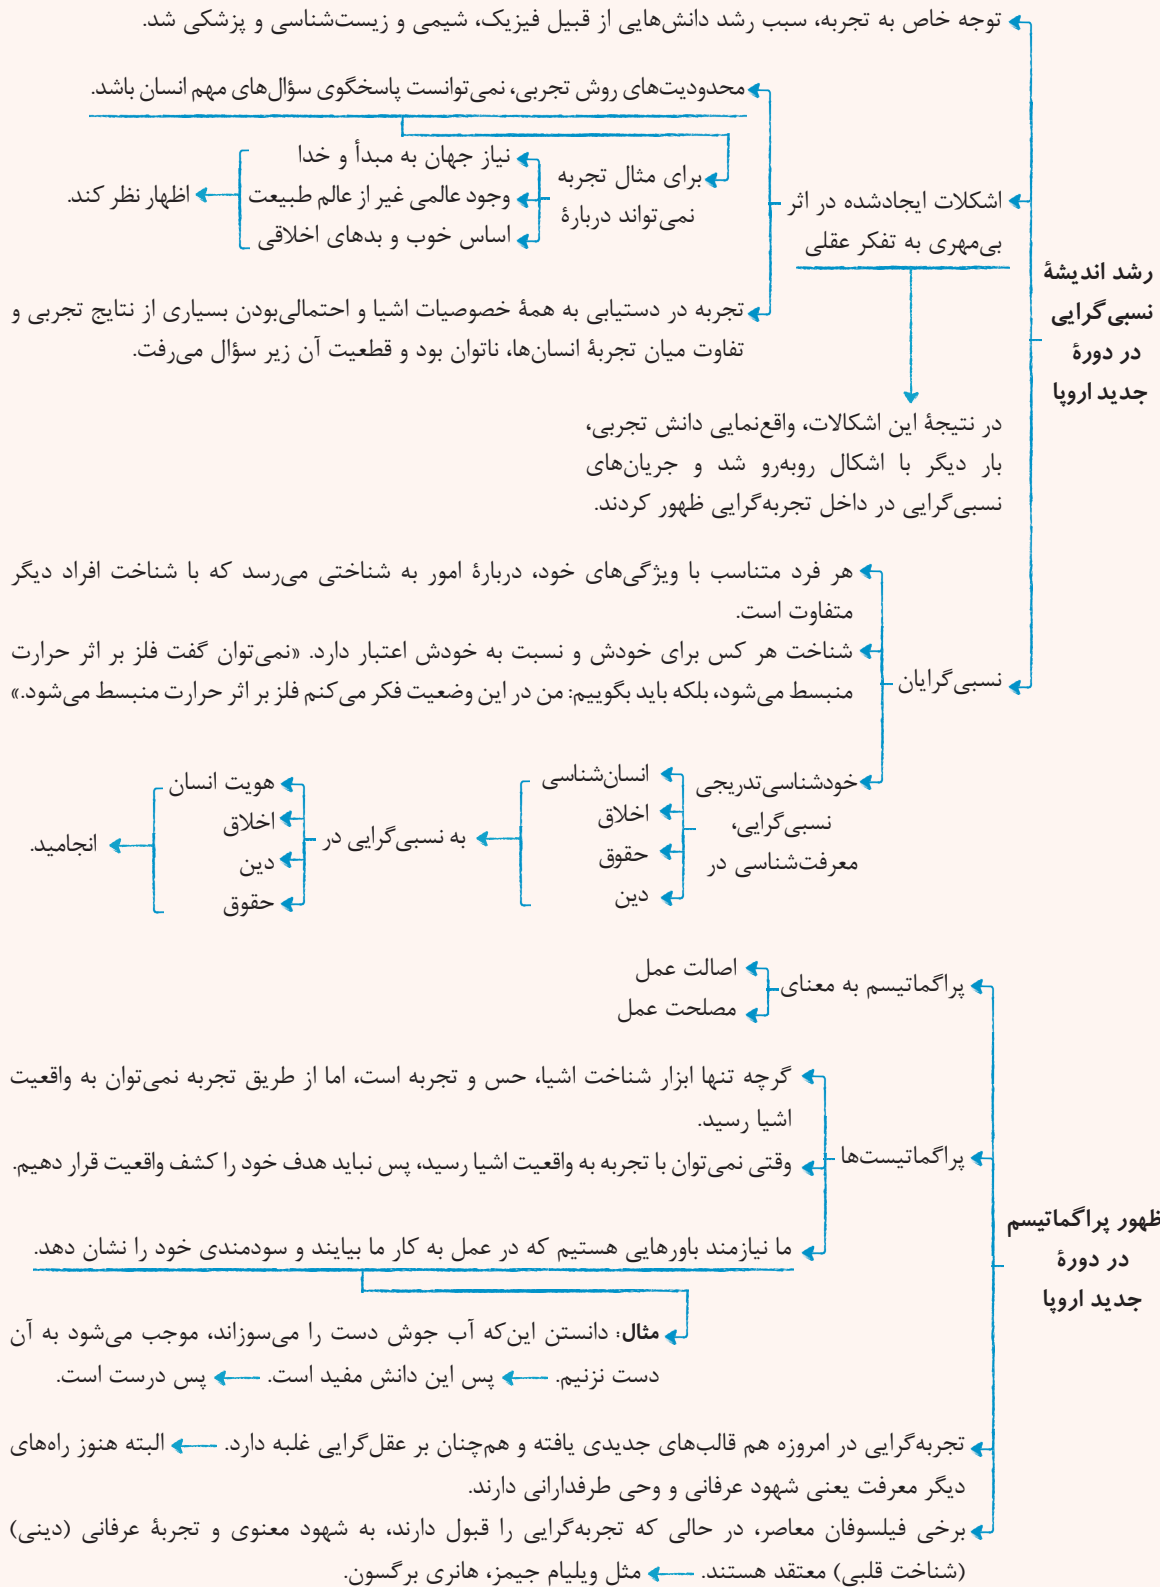 توجه خاص به تجربه، سبب رشد دانش‌هایی از قبیل فیزیک، شیمی و زیست‌شناسی و پزشکی شد.
محدودیت‌های روش تجربی، نمی‌توانست پاسخگوی سؤال‌های مهم انسان باشد.
برای مثال تجربه
نمی‌تواند دربارهٔ
نیاز جهان به مبدأ و خدا
وجود عالمی غیر از عالم طبیعت
اساس خوب و بدهای اخلاقی
اظهار نظر کند.
اشکلات ایجادشده در اثر
بی‌مهری به تفکر عقلی
رشد اندیشهٔ
نسبی‌گرایی
در دورهٔ
جدید اروپا
تجربه در دستیابی به همهٔ خصوصیات اشیا و احتمالی‌بودن بسیاری از نتایج تجربی و
تفاوت میان تجربهٔ انسان‌ها، ناتوان بود و قطعیت آن زیر سؤال می‌رفت.
در نتیجهٔ این اشکالات، واقع‌نمایی دانش تجربی،
بار دیگر با اشکال روبه‌رو شد و جریان‌های
نسبی‌گرایی در داخل تجربه‌گرایی ظهور کردند.
نسبی‌گرایان
هر فرد متناسب با ویژگی‌های خود، دربارهٔ امور به شناختی می‌رسد که با شناخت افراد دیگر
متفاوت است.
شناخت هر کس برای خودش و نسبت به خودش اعتبار دارد. «نمی‌توان گفت فلز بر اثر حرارت
منبسط می‌شود، بلکه باید بگوییم: من در این وضعیت فکر می‌کنم فلز بر اثر حرارت منبسط می‌شود.»
خودشناسی‌تدریجی
نسبی‌گرایی،
معرفت‌شناسی در
انسان‌شناسی
اخلاق
حقوق
دین
به نسبی‌گرایی در
هویت انسان
اخلاق
دین
حقوق
انجامید.
ظهور پراگماتیسم
در دورهٔ
جدید اروپا
پراگماتیسم به معنای
اصالت عمل
مصلحت عمل
پراگماتیست‌ها
گرچه تنها ابزار شناخت اشیا، حس و تجربه است، اما از طریق تجربه نمی‌توان به واقعیت
اشیا رسید.
وقتی نمی‌توان با تجربه به واقعیت اشیا رسید، پس نباید هدف خود را کشف واقعیت قرار دهیم.
ما نیازمند باورهایی هستیم که در عمل به کار ما بیایند و سودمندی خود را نشان دهد.
مثال: دانستن این‌که آب جوش دست را می‌سوزاند، موجب می‌شود به آن
دست نزنیم. ← پس این دانش مفید است. ← پس درست است.
تجربه‌گرایی در امروزه هم قالب‌های جدیدی یافته و هم‌چنان بر عقل‌گرایی غلبه دارد. ← البته هنوز راه‌های
دیگر معرفت یعنی شهود عرفانی و وحی طرفدارانی دارند.
برخی فیلسوفان معاصر، در حالی که تجربه‌گرایی را قبول دارند، به شهود معنوی و تجربهٔ عرفانی (دینی)
(شناخت قلبی) معتقد هستند. ← مثل ویلیام جیمز، هانری برگسون.